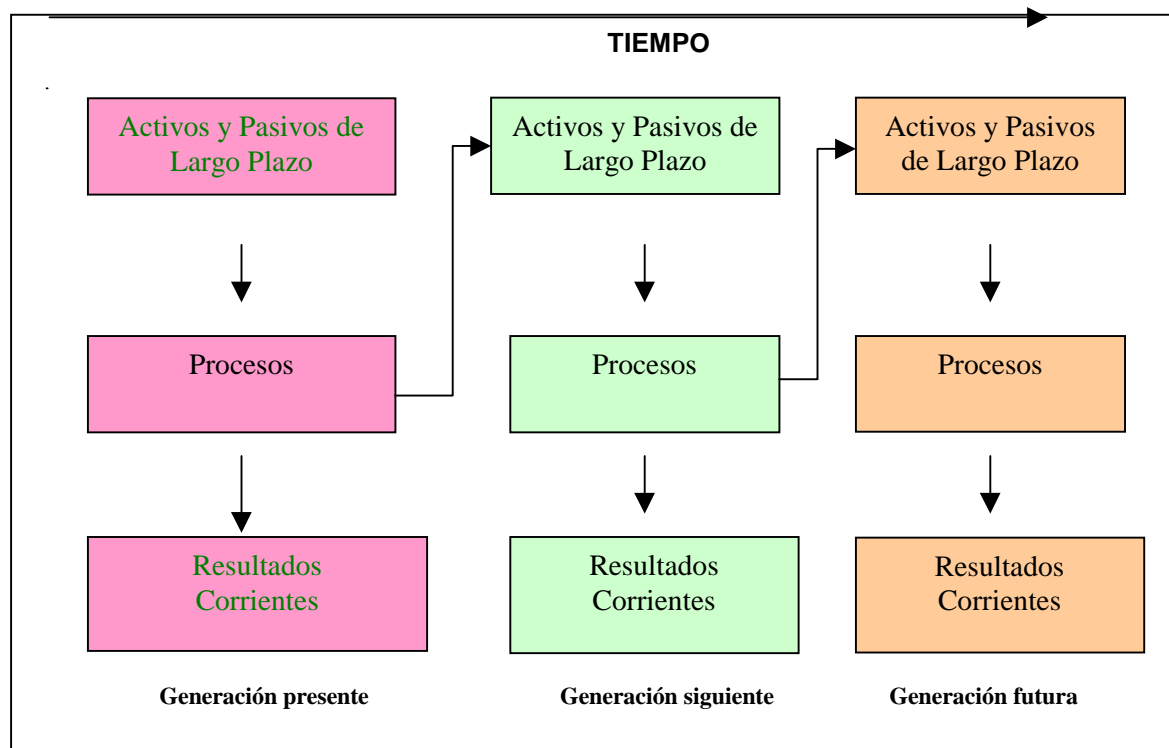 TIEMPO
Activos y Pasivos de
Largo Plazo
Activos y Pasivos de
Largo Plazo
Activos y Pasivos
de Largo Plazo
Procesos
Procesos
Procesos
Resultados
Corrientes
Resultados
Corrientes
Resultados
Corrientes
Generación presente
Generación siguiente
Generación futura